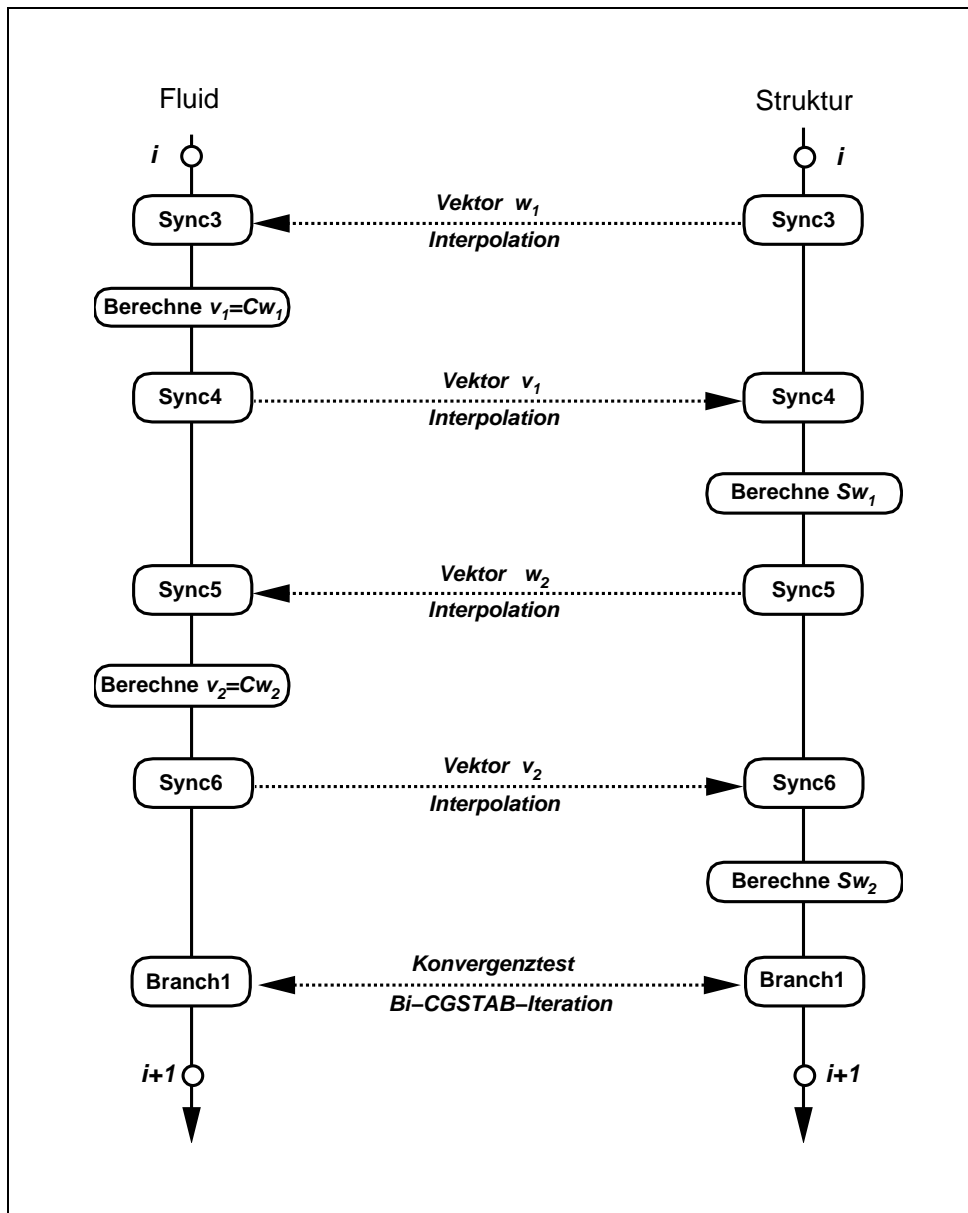 Fluid
Struktur
i
i
Sync3
Vektor w1
Interpolation
Sync3
Berechne v1=Cw1
Sync4
Vektor v1
Interpolation
Sync4
Berechne Sw1
Sync5
Vektor w2
Interpolation
Sync5
Berechne v2=Cw2
Sync6
Vektor v2
Interpolation
Sync6
Berechne Sw2
Branch1
Konvergenztest
Bi–CGSTAB–Iteration
Branch1
i+1
i+1